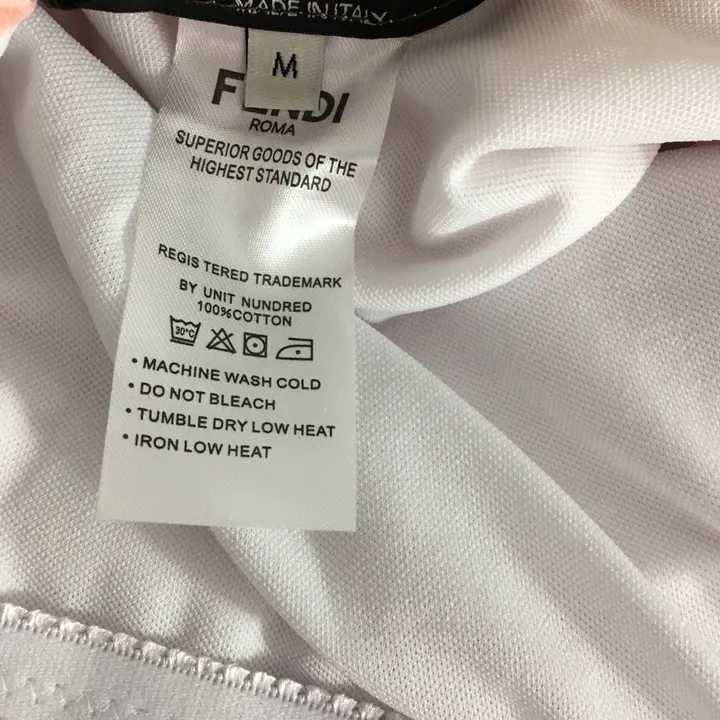 MADE IN ITALY
M
FENDI
ROMA
SUPERIOR GOODS OF THE
HIGHEST STANDARD
REGIS TERED TRADEMARK
BY UNIT NUNDRED
100%COTTON
30°C
• MACHINE WASH COLD
• DO NOT BLEACH
• TUMBLE DRY LOW HEAT
• IRON LOW HEAT